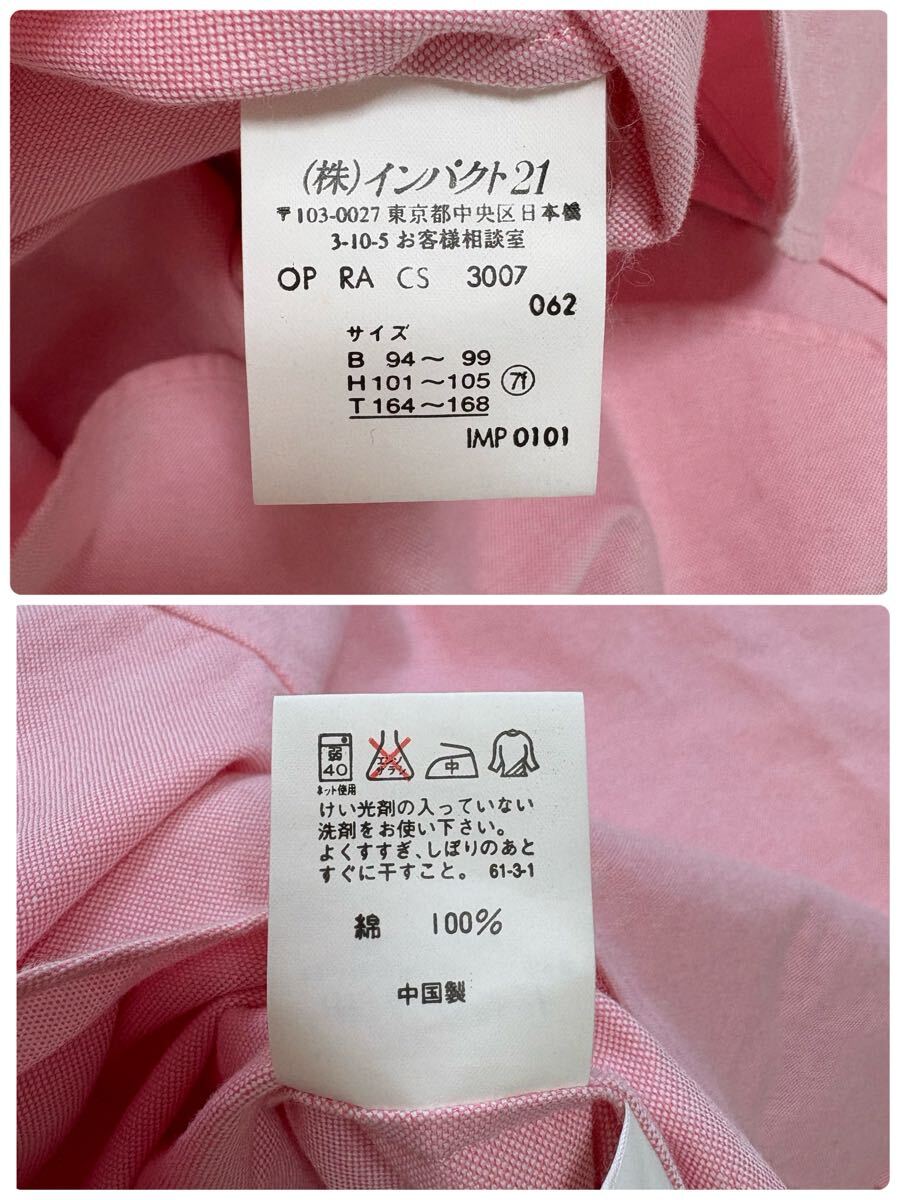 (株)インパクト21
〒103-0027 東京都中央区日本橋
3-10-5 お客様相談室
OP RA CS 3007
062
サイズ
B 94〜99
H 101〜105
T 164〜168
IMP 0101
弱
40
ネット使用
エンソ
サラシ
中
けい光剤の入っていない
洗剤をお使い下さい。
よくすすぎ、しぼりのあと
すぐに干すこと。 61-3-1
綿 100%
中国製